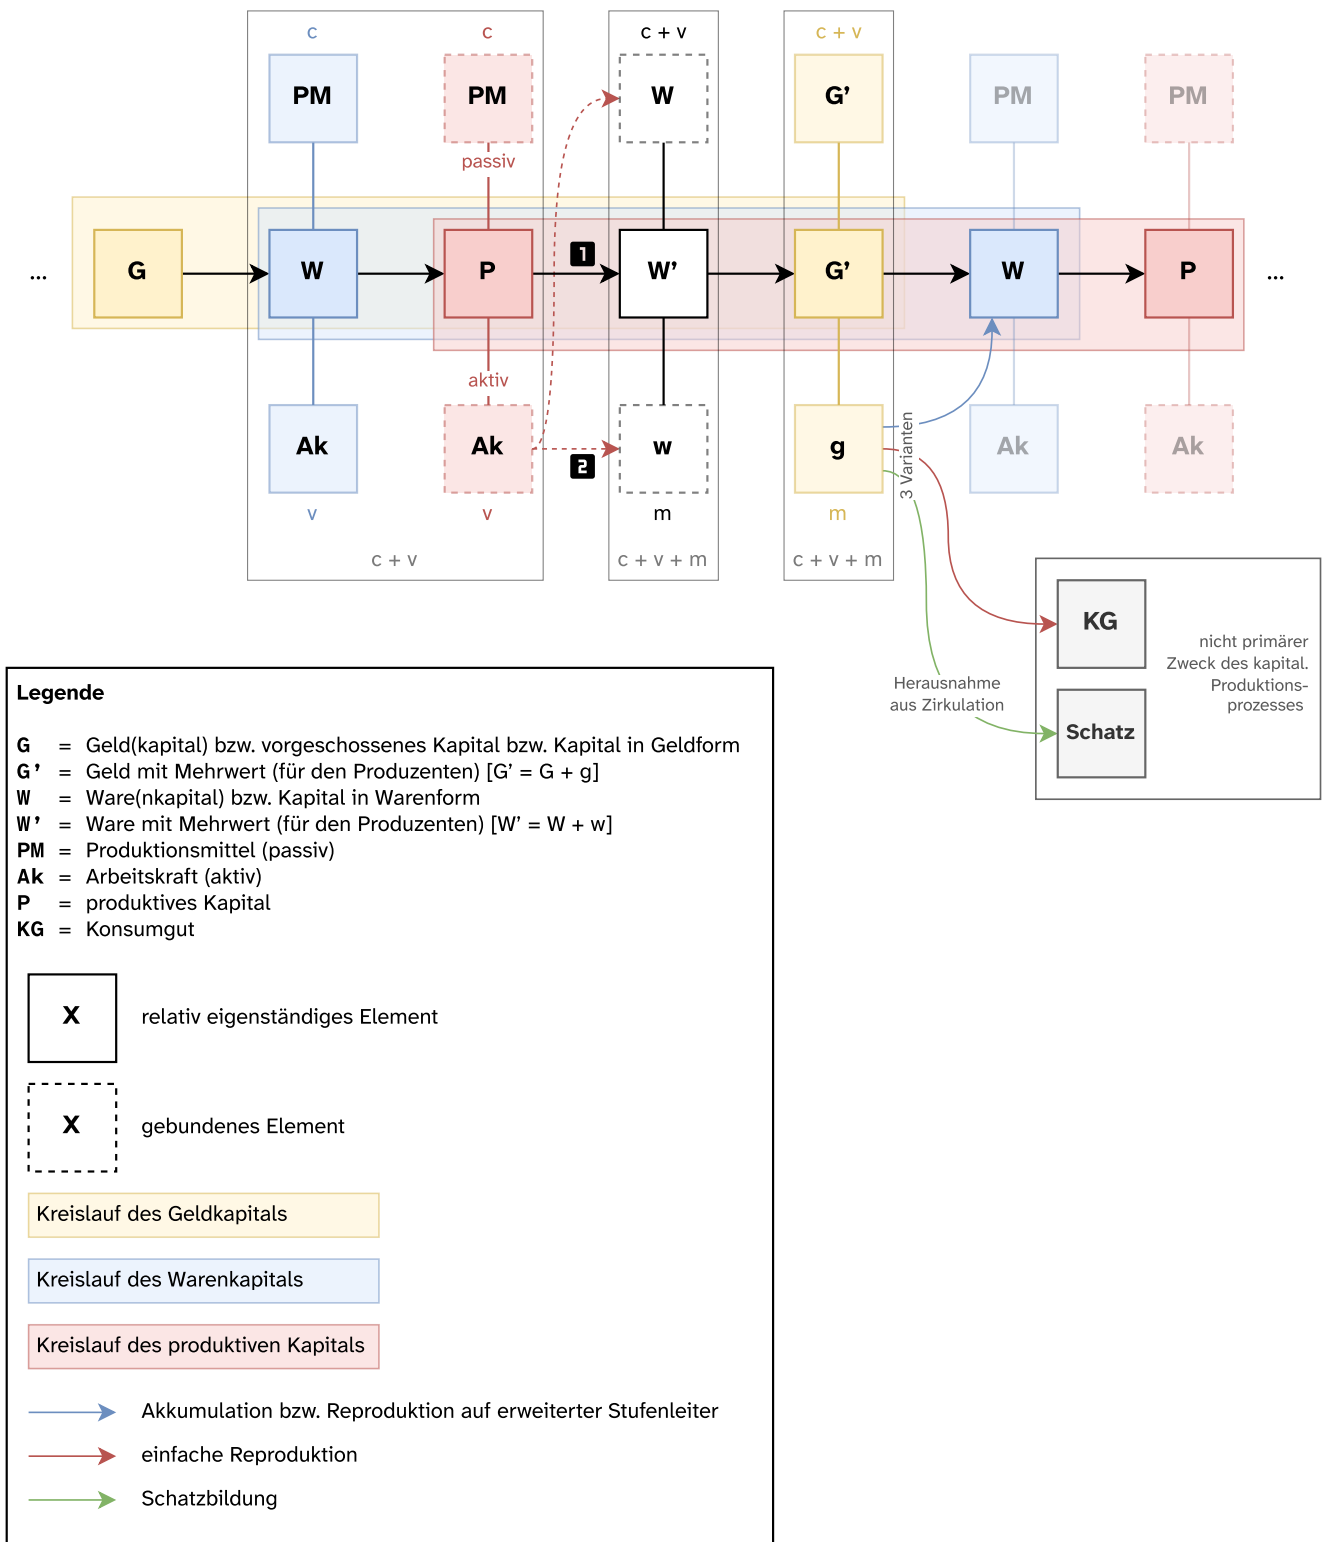 c
c
c + v
c + v
PM
PM
W
G’
PM
PM
passiv
...
G
W
P
1
W’
G’
W
P
...
aktiv
Ak
Ak
2
w
g
3 Varianten
Ak
Ak
v
v
m
m
c + v
c + v + m
c + v + m
KG
nicht primärer
Zweck des kapital.
Produktions-
prozesses
Herausnahme
aus Zirkulation
Schatz
Legende
G = Geld(kapital) bzw. vorgeschossenes Kapital bzw. Kapital in Geldform
G’ = Geld mit Mehrwert (für den Produzenten) [G’ = G + g]
W = Ware(nkapital) bzw. Kapital in Warenform
W’ = Ware mit Mehrwert (für den Produzenten) [W’ = W + w]
PM = Produktionsmittel (passiv)
Ak = Arbeitskraft (aktiv)
P = produktives Kapital
KG = Konsumgut
X relativ eigenständiges Element
X gebundenes Element
Kreislauf des Geldkapitals
Kreislauf des Warenkapitals
Kreislauf des produktiven Kapitals
Akkumulation bzw. Reproduktion auf erweiterter Stufenleiter
einfache Reproduktion
Schatzbildung